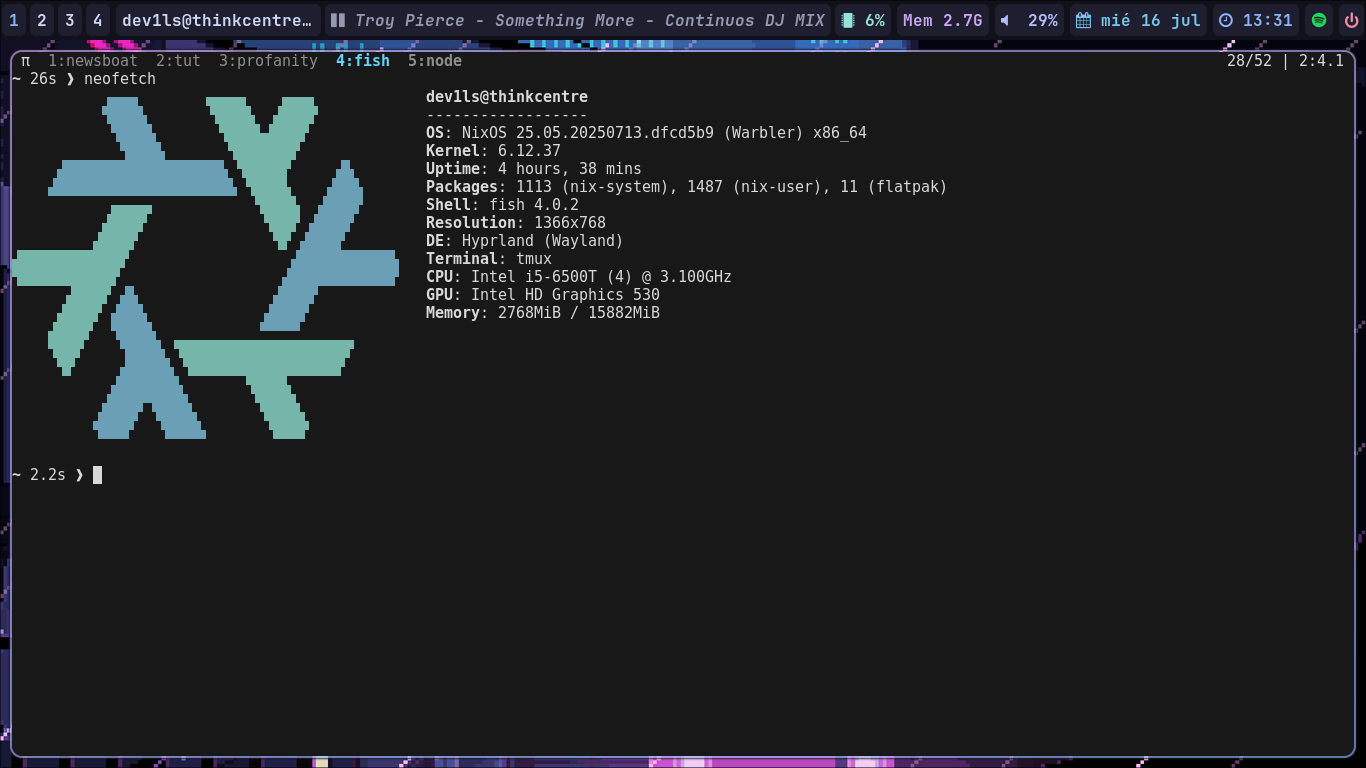 1 2 3 4 dev1ls@thinkcentre… Troy Pierce - Something More - Continuos DJ MIX 6% Mem 2.7G 29% mié 16 jul 13:31
π 1:newsboat 2:tut 3:profanity 4:fish 5:node 28/52 | 2:4.1
~ 26s ❱ neofetch
dev1ls@thinkcentre
------------------
OS: NixOS 25.05.20250713.dfcd5b9 (Warbler) x86_64
Kernel: 6.12.37
Uptime: 4 hours, 38 mins
Packages: 1113 (nix-system), 1487 (nix-user), 11 (flatpak)
Shell: fish 4.0.2
Resolution: 1366x768
DE: Hyprland (Wayland)
Terminal: tmux
CPU: Intel i5-6500T (4) @ 3.100GHz
GPU: Intel HD Graphics 530
Memory: 2768MiB / 15882MiB
~ 2.2s ❱